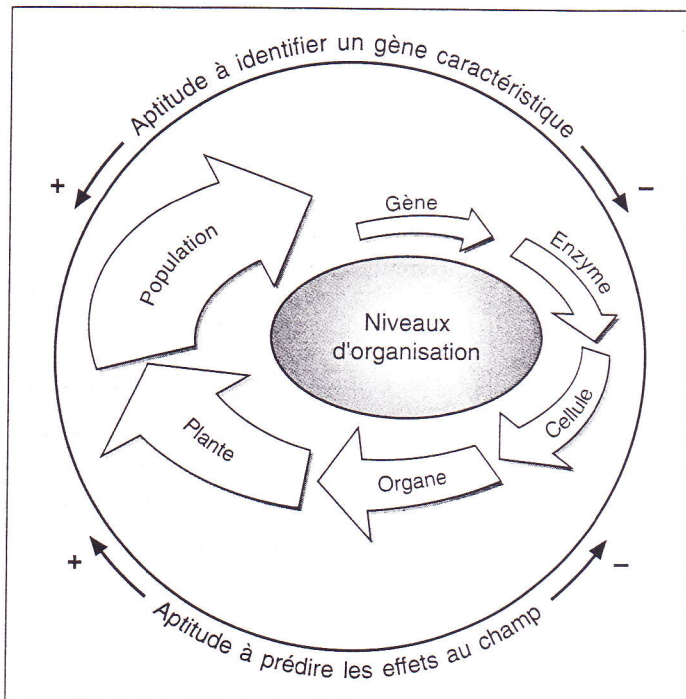 Aptitude à identifier un gène caractéristique
+
−
Gène
Enzyme
Population
Niveaux
d'organisation
Cellule
Plante
Organe
+
−
Aptitude à prédire les effets au champ